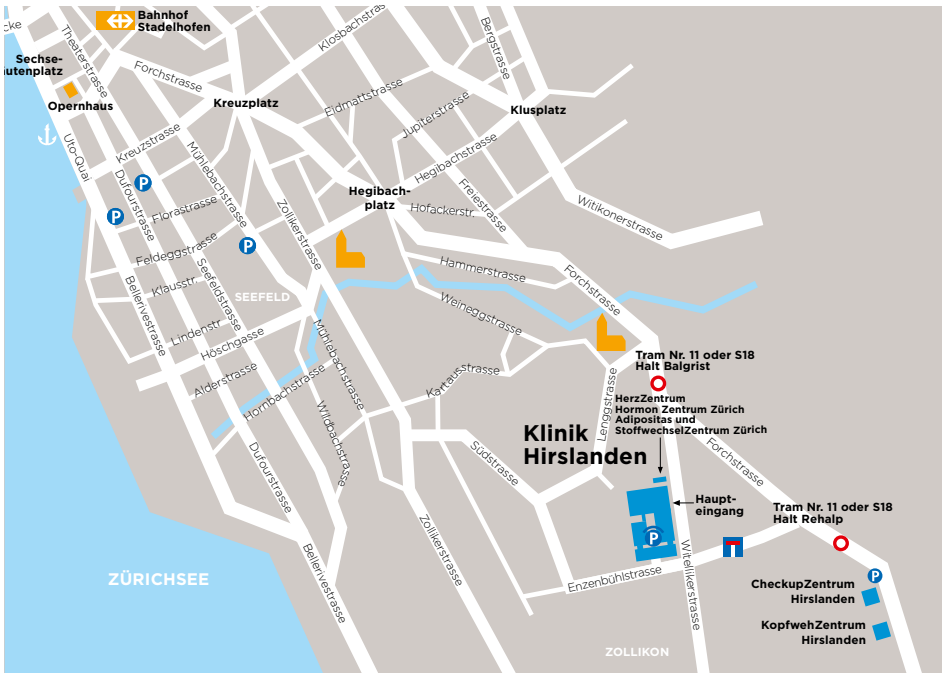 Bahnhof
Stadelhofen
cke
Theaterstrasse
Sechse-
utenplatz
Opernhaus
Forchstrasse
Kreuzplatz
Klosbachstrasse
Bergstrasse
Eidmattstrasse
Jupiterstrasse
Klusplatz
Uto-Quai
Kreuzstrasse
Mühlebachstrasse
Dufourstrasse
P
P
P
Florastrasse
Feldeggstrasse
Klausstr.
Lindenstr.
Höschgasse
Alderstrasse
Hornbachstrasse
Seefeldstrasse
Bellerivestrasse
SEEFELD
Zollikerstrasse
Hegibach-
platz
Hegibachstrasse
Hofackerstr.
Freiestrasse
Witikonerstrasse
Hammerstrasse
Weineggstrasse
Forchstrasse
Mühlebachstrasse
Wildbachstrasse
Kartausstrasse
Lenggstrasse
Südstrasse
Tram Nr. 11 oder S18
Halt Balgrist
HerzZentrum
Hormon Zentrum Zürich
Adipositas und
StoffwechselZentrum Zürich
Klinik
Hirslanden
Forchstrasse
Haupt-
eingang
P
Tram Nr. 11 oder S18
Halt Rehalp
Dufourstrasse
Bellerivestrasse
Zollikerstrasse
Enzenbühlstrasse
Witellikerstrasse
P
CheckupZentrum
Hirslanden
KopfwehZentrum
Hirslanden
ZÜRICHSEE
ZOLLIKON